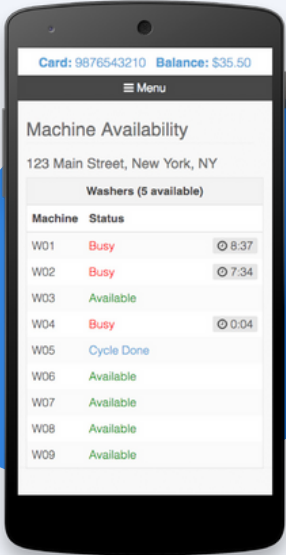 Card: 9876543210 Balance: $35.50
Menu
Machine Availability
123 Main Street, New York, NY
Washers (5 available)
Machine Status
W01 Busy 8:37
W02 Busy 7:34
W03 Available
W04 Busy 0:04
W05 Cycle Done
W06 Available
W07 Available
W08 Available
W09 Available